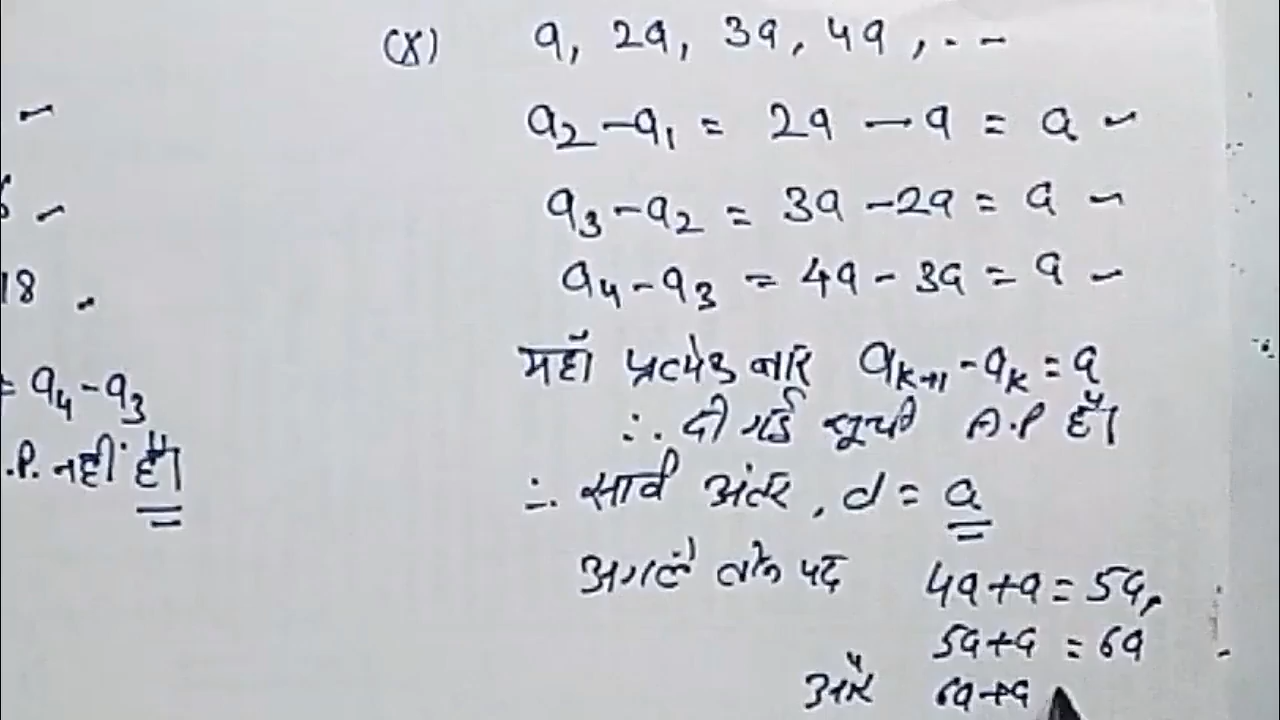 (X) a, 2a, 3a, 4a, . - -
a₂ - a₁ = 2a - a = a
a₃ - a₂ = 3a - 2a = a
a₄ - a₃ = 4a - 3a = a
18
यहाँ प्रत्येक बार aₖ₊₁ - aₖ = a
= a₄ - a₃
∴ दी गई सूची A.P है।
.P. नहीं है।
∴ सार्व अंतर, d = a
अगले तीन पद 4a + a = 5a,
5a + a = 6a
और 6a + a